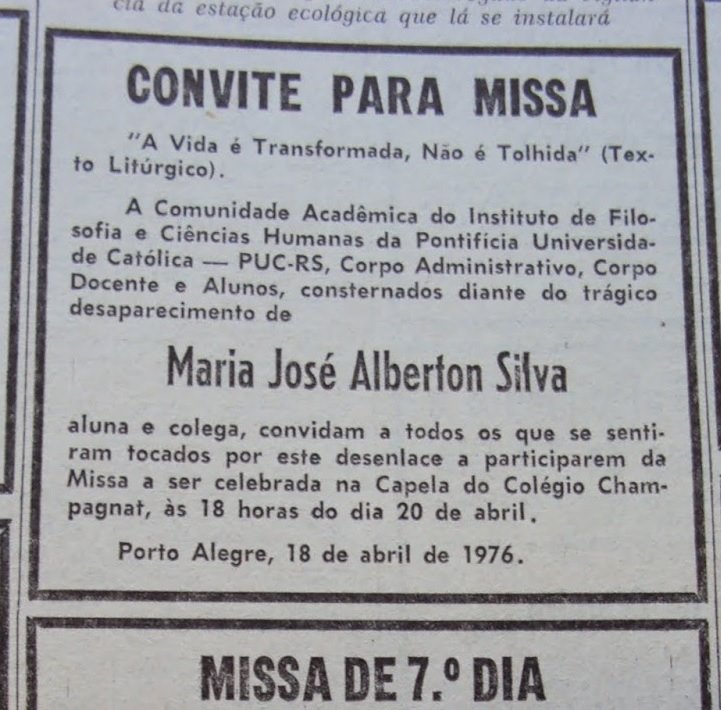 cia da estação ecológica que lá se instalará
CONVITE PARA MISSA
"A Vida é Transformada, Não é Tolhida" (Tex-
to Litúrgico).
A Comunidade Acadêmica do Instituto de Filo-
sofia e Ciências Humanas da Pontifícia Universida-
de Católica — PUC-RS, Corpo Administrativo, Corpo
Docente e Alunos, consternados diante do trágico
desaparecimento de
Maria José Alberton Silva
aluna e colega, convidam a todos os que se senti-
ram tocados por este desenlace a participarem da
Missa a ser celebrada na Capela do Colégio Cham-
pagnat, às 18 horas do dia 20 de abril.
Porto Alegre, 18 de abril de 1976.
MISSA DE 7.º DIA